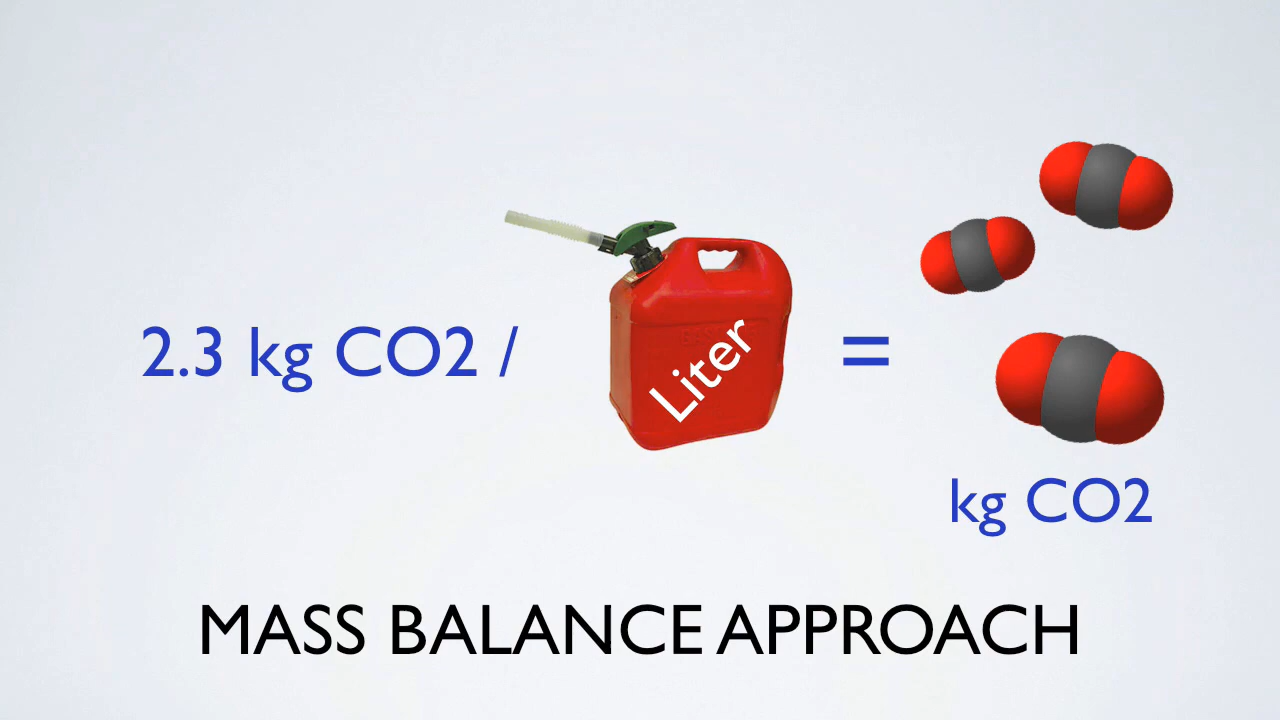 2.3 kg CO2 /
Liter
=
kg CO2
MASS BALANCE APPROACH